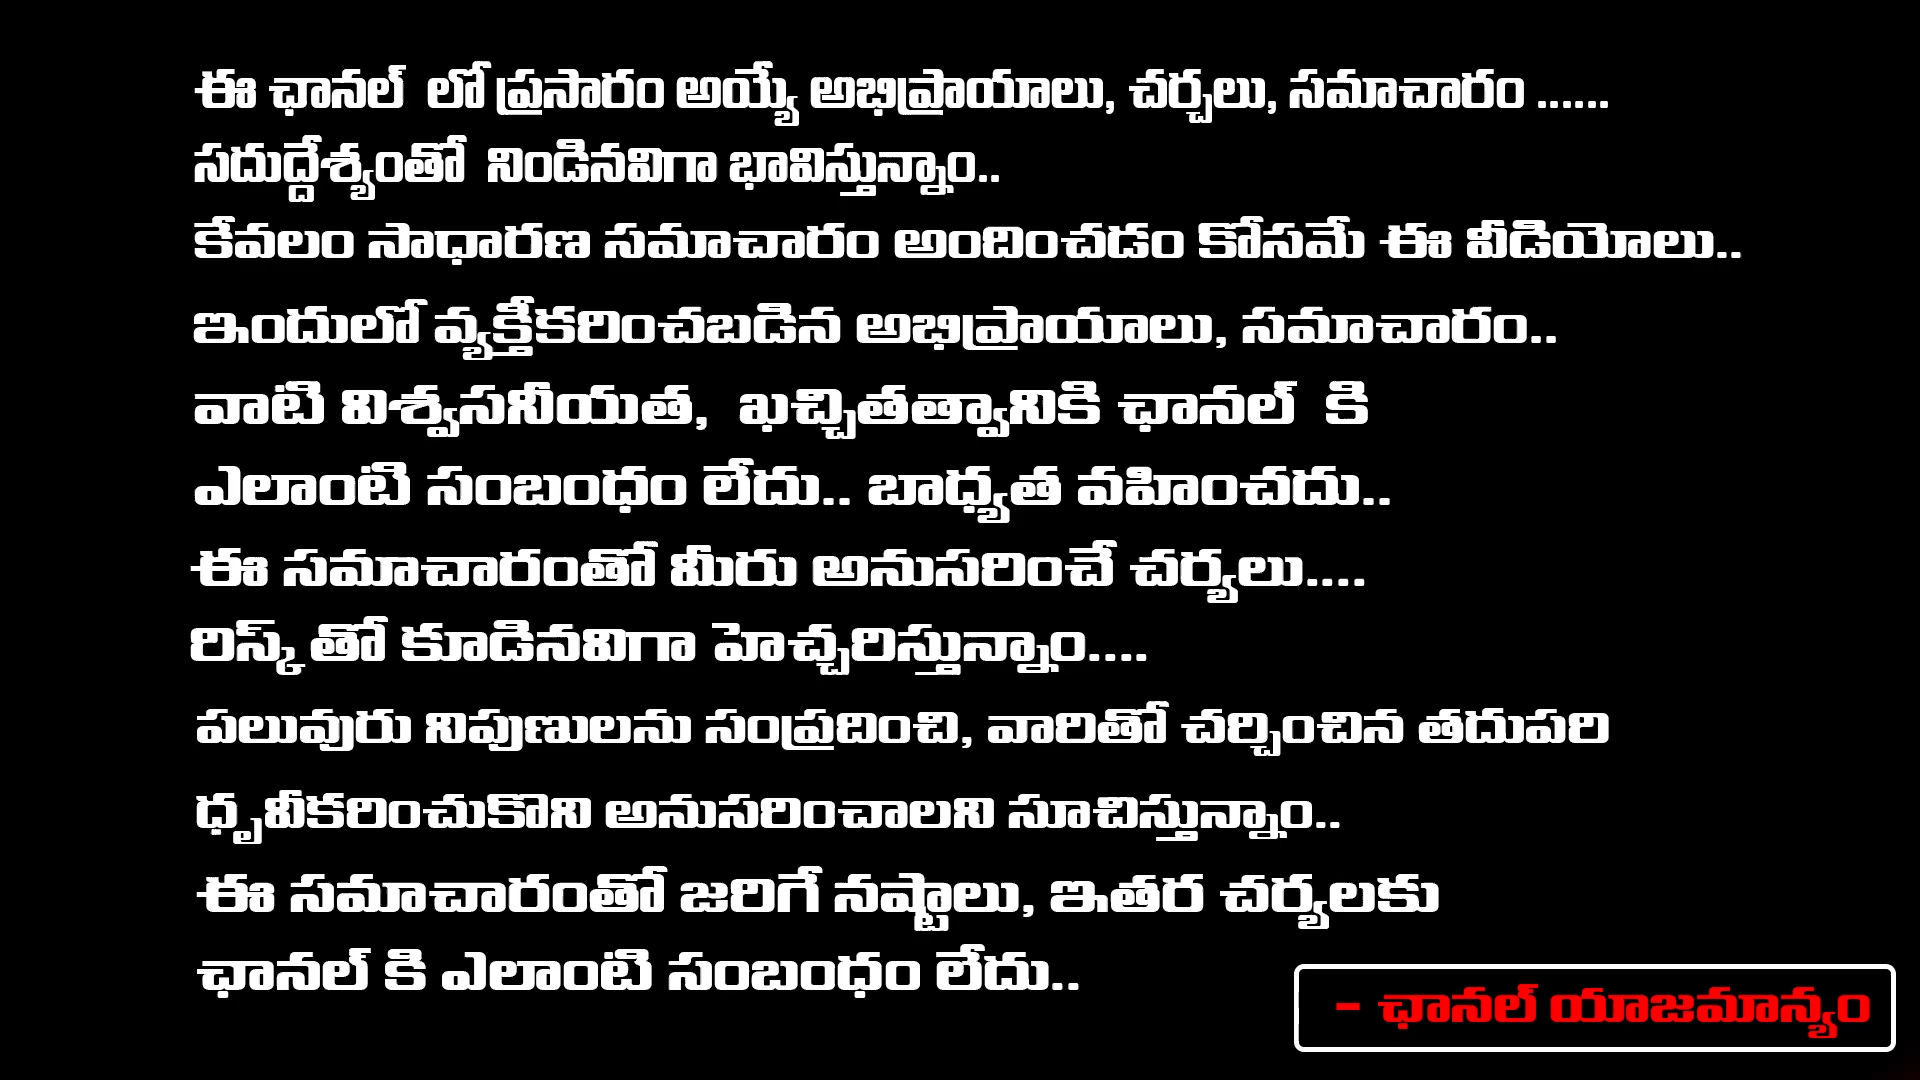 ఈ ఛానల్ లో ప్రసారం అయ్యే అభిప్రాయాలు, చర్చలు, సమాచారం ......
సదుద్దేశ్యంతో నిండినవిగా భావిస్తున్నాం..
కేవలం సాధారణ సమాచారం అందించడం కోసమే ఈ వీడియోలు..
ఇందులో వ్యక్తీకరించబడిన అభిప్రాయాలు, సమాచారం..
వాటి విశ్వసనీయత, ఖచ్చితత్వానికి ఛానల్ కి
ఎలాంటి సంబంధం లేదు.. బాధ్యత వహించదు..
ఈ సమాచారంతో మీరు అనుసరించే చర్యలు....
రిస్క్ తో కూడినవిగా హెచ్చరిస్తున్నాం....
పలువురు నిపుణులను సంప్రదించి, వారితో చర్చించిన తదుపరి
ధృవీకరించుకొని అనుసరించాలని సూచిస్తున్నాం..
ఈ సమాచారంతో జరిగే నష్టాలు, ఇతర చర్యలకు
ఛానల్ కి ఎలాంటి సంబంధం లేదు..
- ఛానల్ యాజమాన్యం